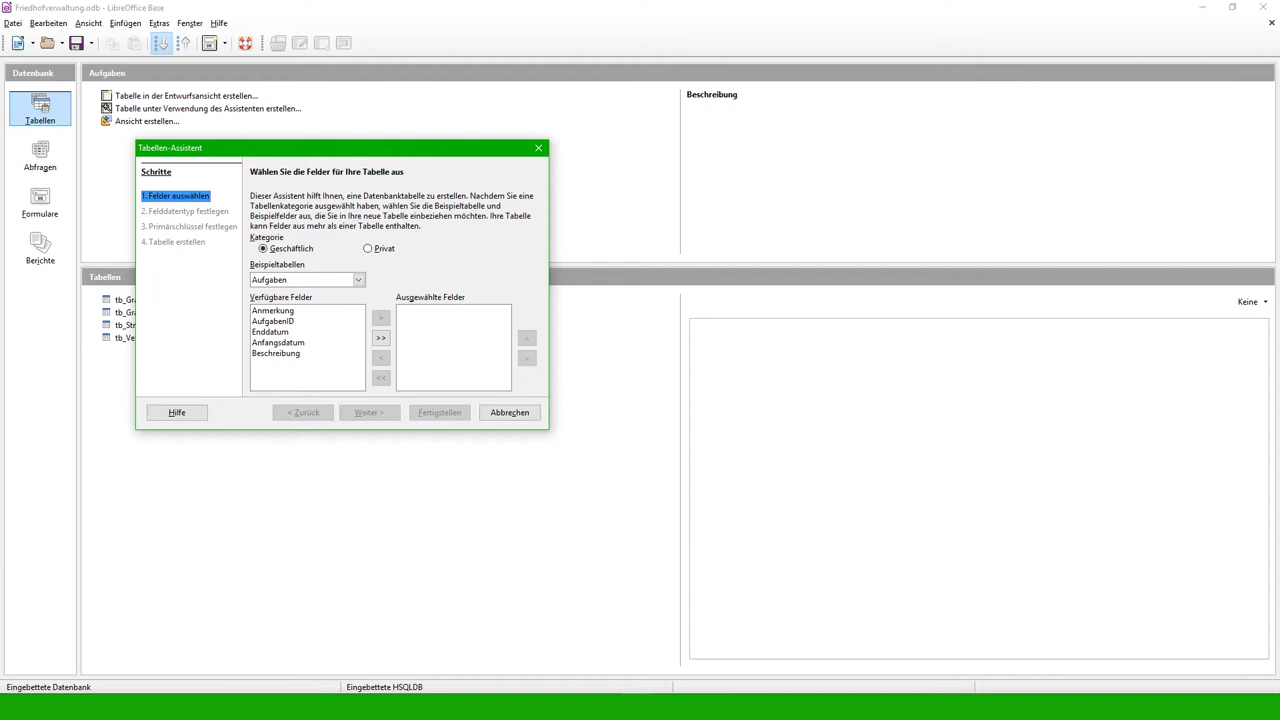 Friedhofverwaltung.odb - LibreOffice Base
Datei Bearbeiten Ansicht Einfügen Extras Fenster Hilfe
Datenbank
Aufgaben
Tabellen
Abfragen
Formulare
Berichte
Tabelle in der Entwurfsansicht erstellen...
Tabelle unter Verwendung des Assistenten erstellen...
Ansicht erstellen...
Beschreibung
Tabellen
tb_Gra
tb_Gra
tb_Str
tb_Ve
Keine
Tabellen-Assistent
Schritte
1. Felder auswählen
2. Felddatentyp festlegen
3. Primärschlüssel festlegen
4. Tabelle erstellen
Wählen Sie die Felder für Ihre Tabelle aus
Dieser Assistent hilft Ihnen, eine Datenbanktabelle zu erstellen. Nachdem Sie eine
Tabellenkategorie ausgewählt haben, wählen Sie die Beispieltabelle und
Beispielfelder aus, die Sie in Ihre neue Tabelle einbeziehen möchten. Ihre Tabelle
kann Felder aus mehr als einer Tabelle enthalten.
Kategorie
Geschäftlich Privat
Beispieltabellen
Aufgaben
Verfügbare Felder
Anmerkung
AufgabenID
Enddatum
Anfangsdatum
Beschreibung
>
>>
<
<<
Ausgewählte Felder
Hilfe < Zurück Weiter > Fertigstellen Abbrechen
Eingebettete Datenbank Eingebettete HSQLDB